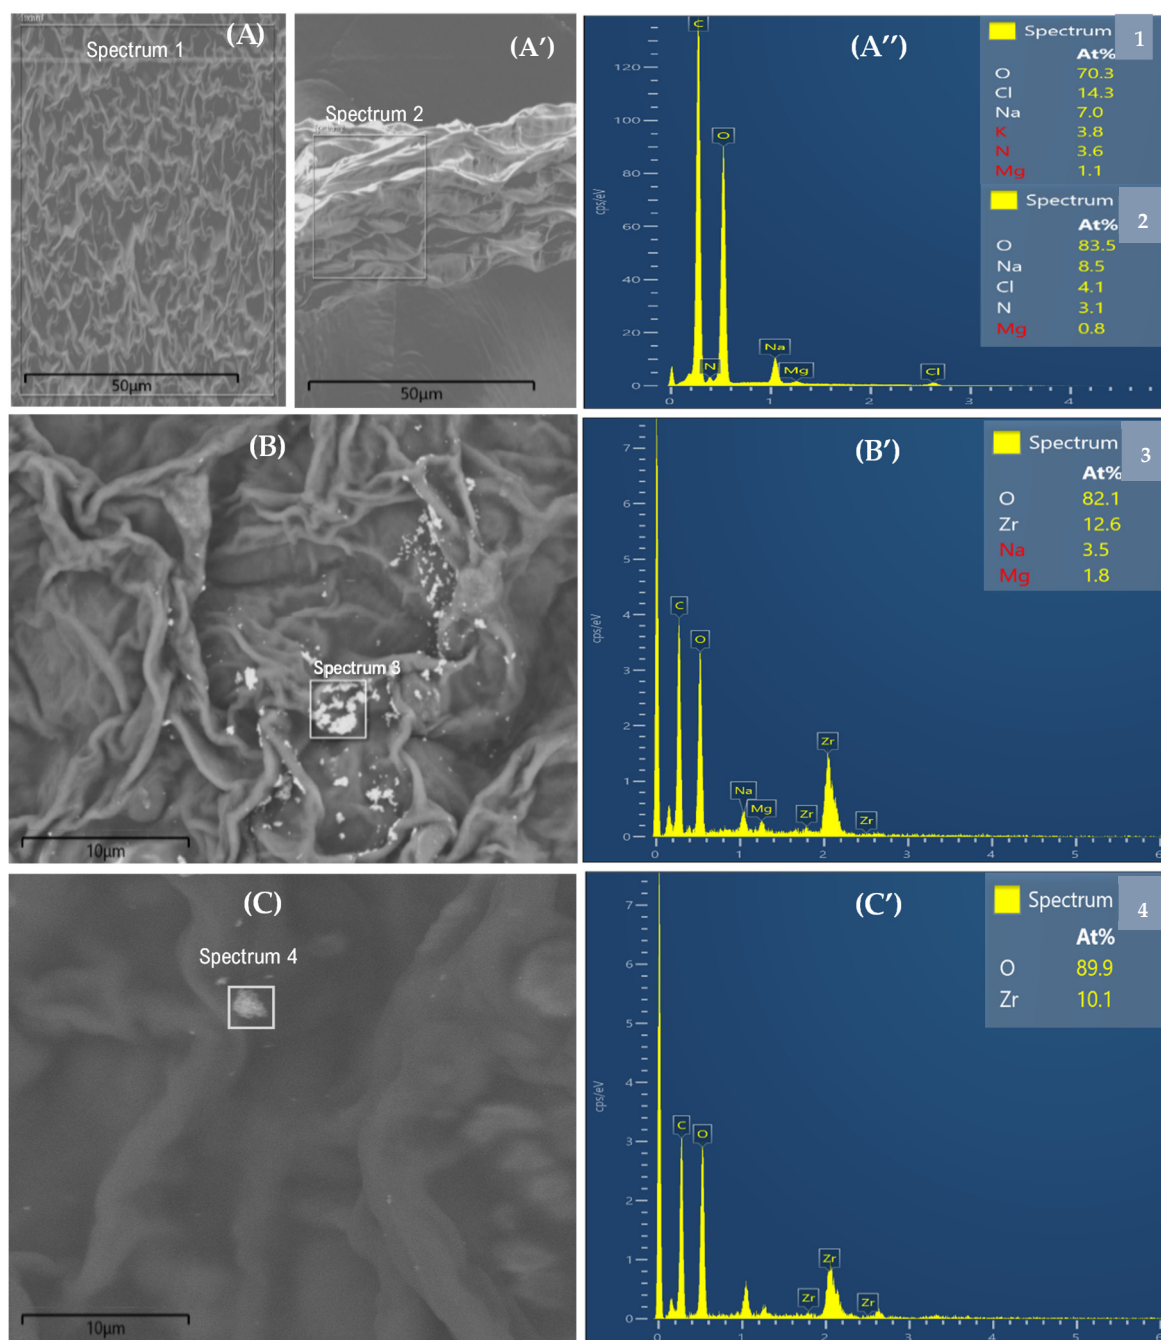 (A)
Spectrum 1
50µm
(A′)
Spectrum 2
50µm
(A′′)
Spectrum 1
At%
O 70.3
Cl 14.3
Na 7.0
K 3.8
N 3.6
Mg 1.1
Spectrum 2
At%
O 83.5
Na 8.5
Cl 4.1
N 3.1
Mg 0.8
cps/eV
120
100
80
60
40
20
0
C
O
N
Na
Mg
Cl
0 1 2 3 4
(B)
Spectrum 3
10µm
(B′)
Spectrum 3
At%
O 82.1
Zr 12.6
Na 3.5
Mg 1.8
cps/eV
7
6
5
4
3
2
1
0
C
O
Na
Mg
Zr
Zr
Zr
0 1 2 3 4 5 6
(C)
Spectrum 4
10µm
(C′)
Spectrum 4
At%
O 89.9
Zr 10.1
cps/eV
7
6
5
4
3
2
1
0
C
O
Zr
Zr
Zr
0 1 2 3 4 5